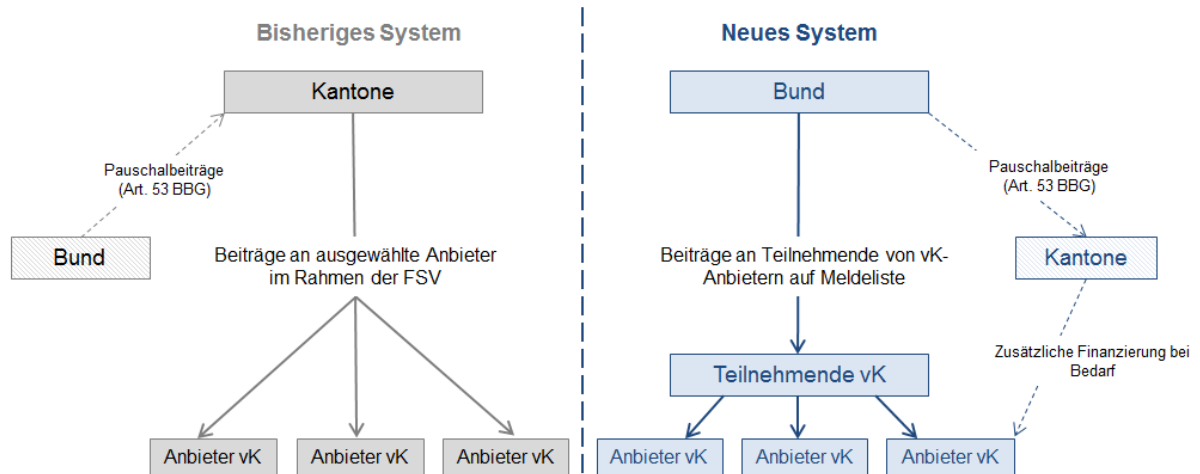 Bisheriges System
Kantone
Pauschalbeiträge
(Art. 53 BBG)
Bund
Beiträge an ausgewählte Anbieter
im Rahmen der FSV
Anbieter vK
Anbieter vK
Anbieter vK
Neues System
Bund
Pauschalbeiträge
(Art. 53 BBG)
Kantone
Beiträge an Teilnehmende von vK-
Anbietern auf Meldeliste
Zusätzliche Finanzierung bei
Bedarf
Teilnehmende vK
Anbieter vK
Anbieter vK
Anbieter vK